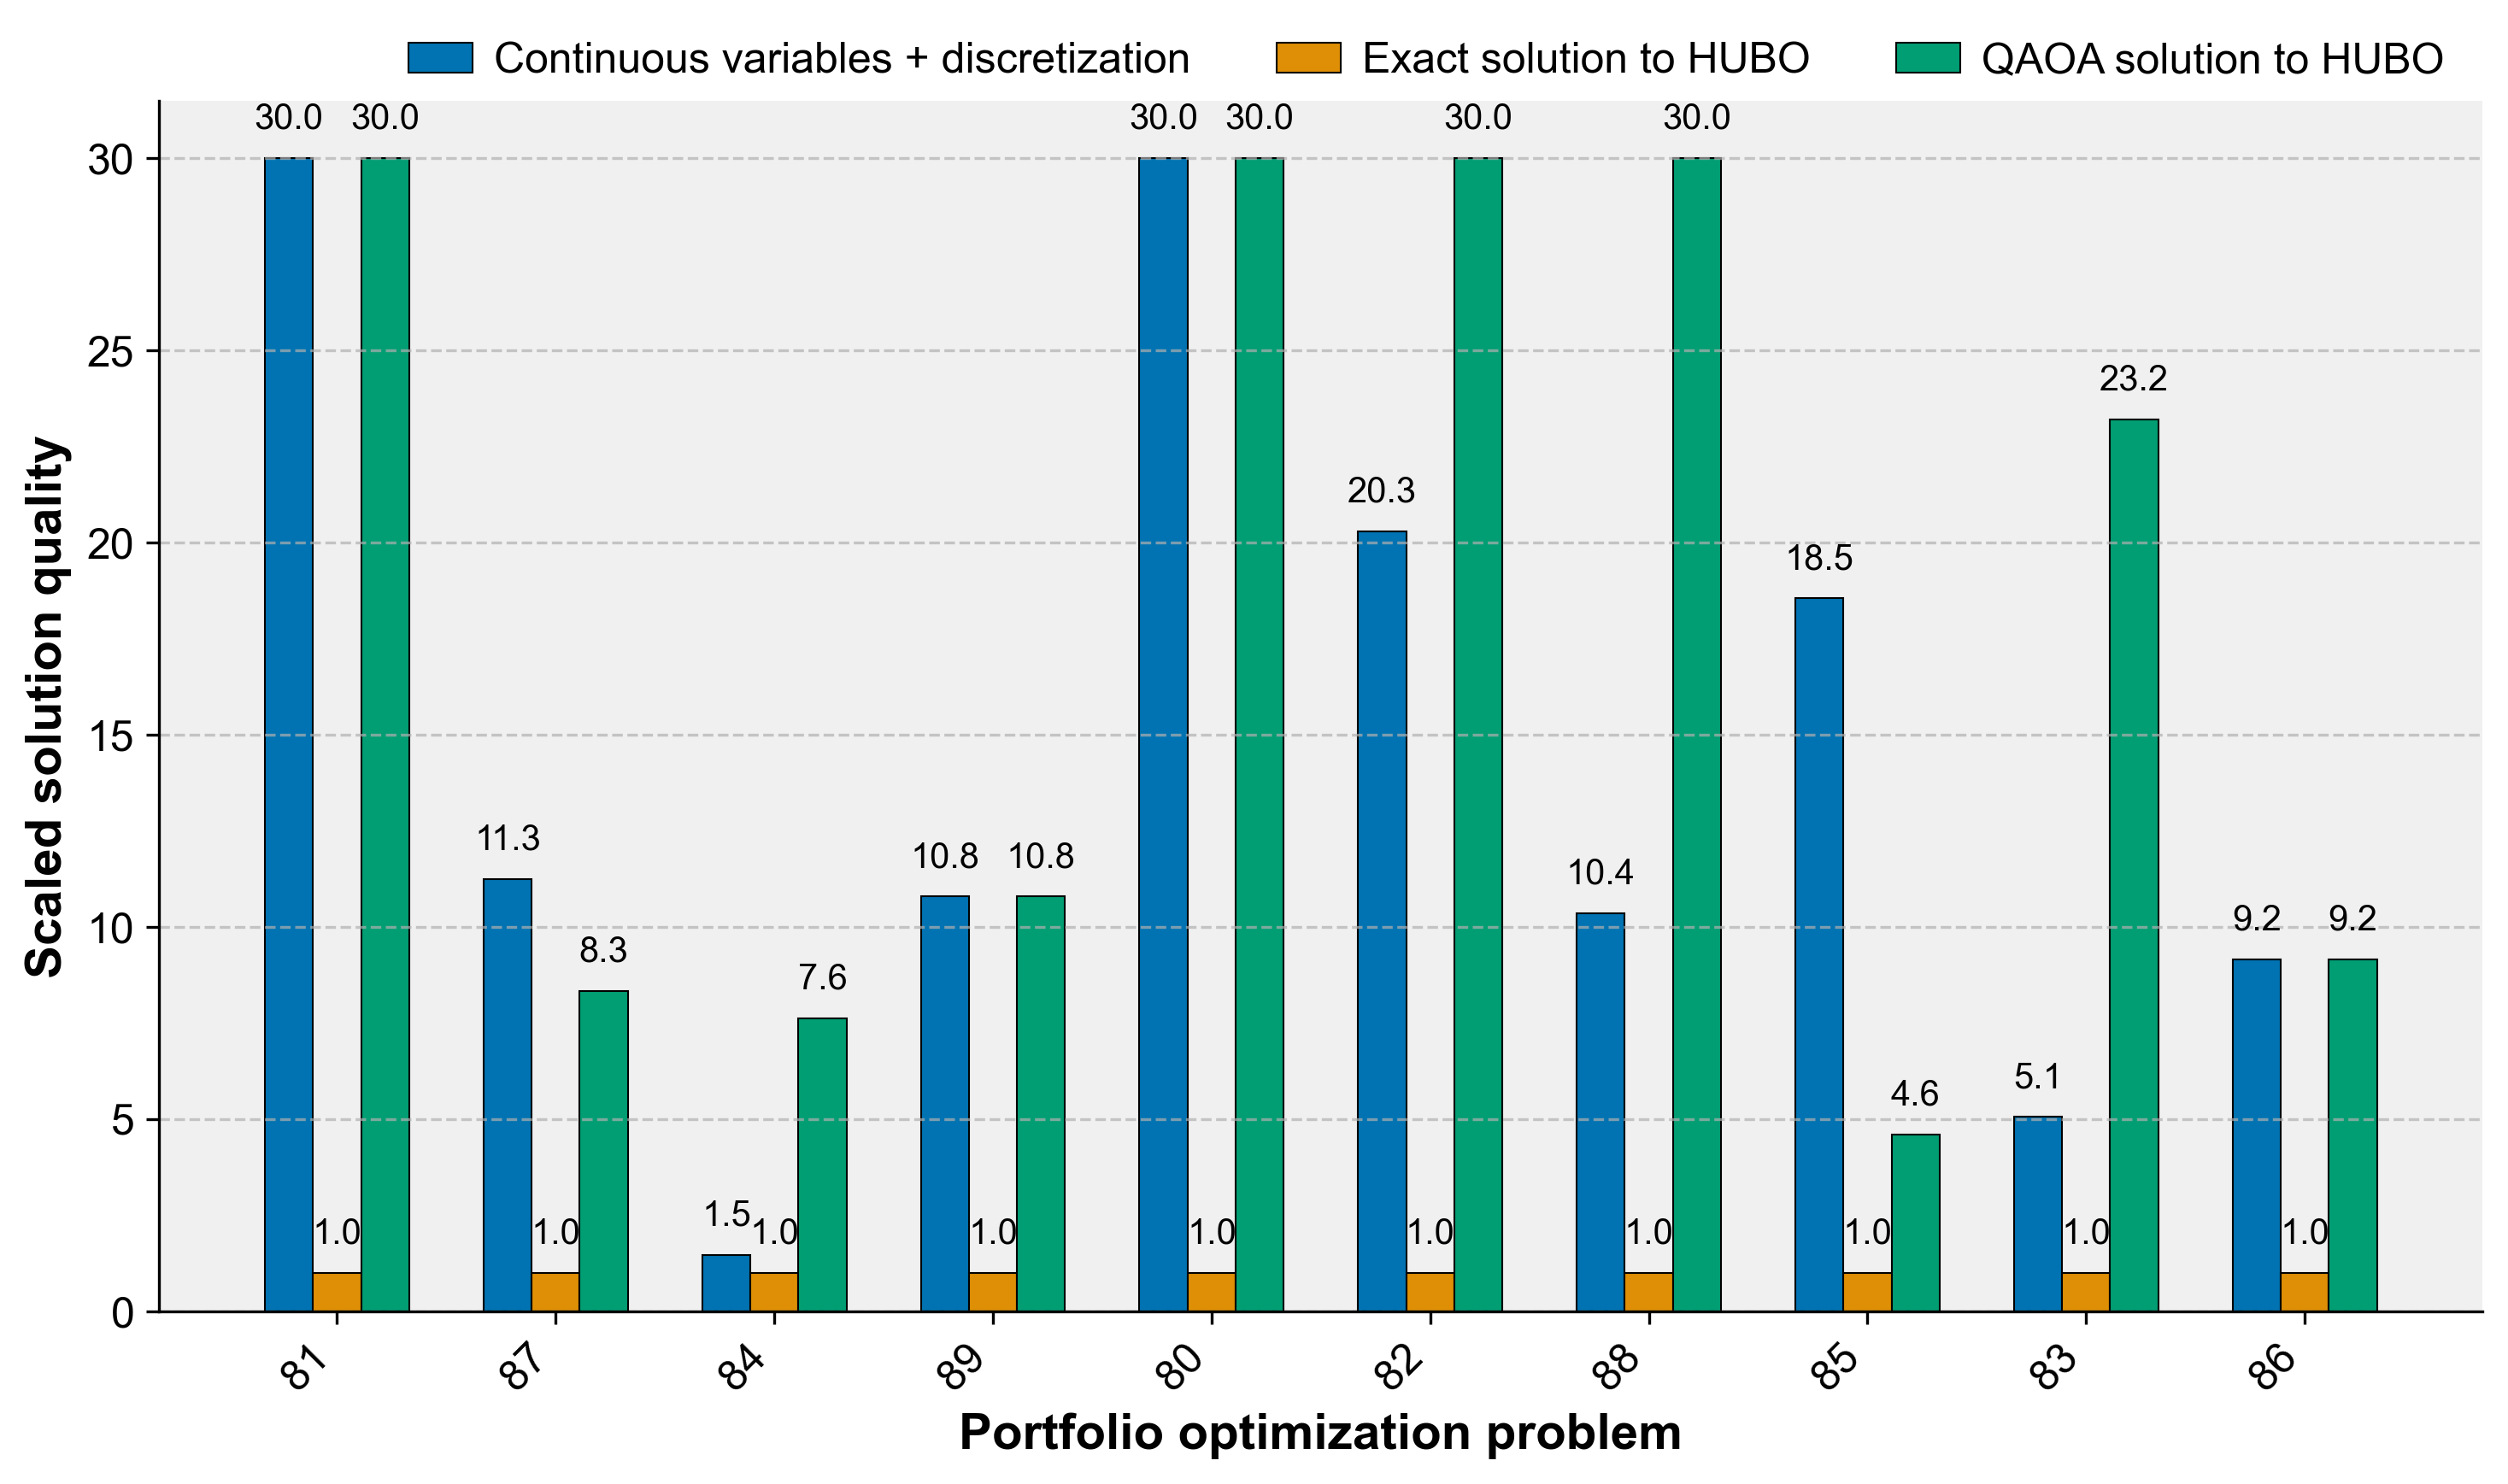 Continuous variables + discretization Exact solution to HUBO QAOA solution to HUBO
30.0 30.0 30.0 30.0 30.0 30.0
30
25
23.2
20.3
20
18.5
15
11.3 10.8 10.8 10.4
10
9.2 9.2
8.3
7.6
5.1
5
4.6
1.5
1.0 1.0 1.0 1.0 1.0 1.0 1.0 1.0 1.0 1.0
0
81 87 84 89 80 82 88 85 83 86
Scaled solution quality
Portfolio optimization problem